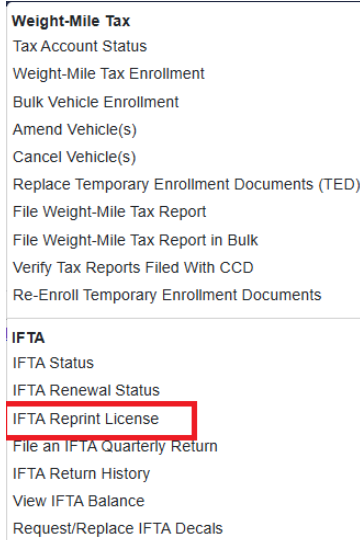 Weight-Mile Tax
Tax Account Status
Weight-Mile Tax Enrollment
Bulk Vehicle Enrollment
Amend Vehicle(s)
Cancel Vehicle(s)
Replace Temporary Enrollment Documents (TED)
File Weight-Mile Tax Report
File Weight-Mile Tax Report in Bulk
Verify Tax Reports Filed With CCD
Re-Enroll Temporary Enrollment Documents
IFTA
IFTA Status
IFTA Renewal Status
IFTA Reprint License
File an IFTA Quarterly Return
IFTA Return History
View IFTA Balance
Request/Replace IFTA Decals